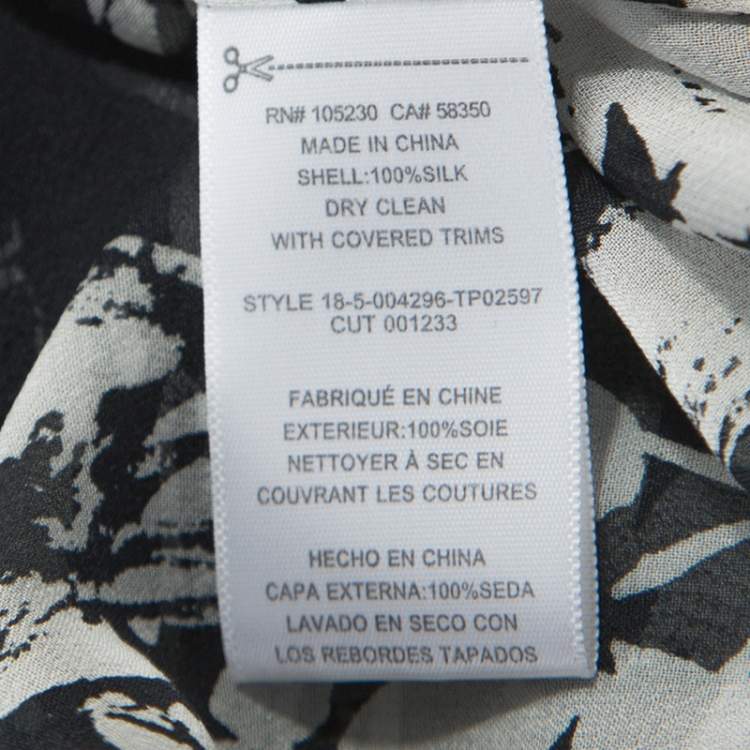 RN# 105230 CA# 58350
MADE IN CHINA
SHELL:100%SILK
DRY CLEAN
WITH COVERED TRIMS
STYLE 18-5-004296-TP02597
CUT 001233
FABRIQUÉ EN CHINE
EXTERIEUR:100%SOIE
NETTOYER À SEC EN
COUVRANT LES COUTURES
HECHO EN CHINA
CAPA EXTERNA:100%SEDA
LAVADO EN SECO CON
LOS REBORDES TAPADOS